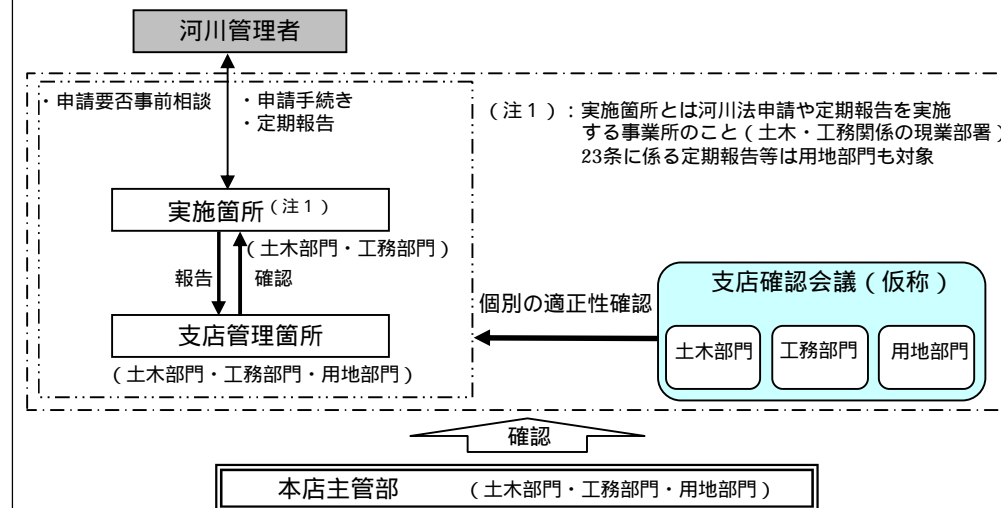 河川管理者
・申請要否事前相談
・申請手続き
・定期報告
(注1):実施箇所とは河川法申請や定期報告を実施
する事業所のこと(土木・工務関係の現業部署)
23条に係る定期報告等は用地部門も対象
実施箇所(注1)
(土木部門・工務部門)
報告
確認
支店管理箇所
(土木部門・工務部門・用地部門)
個別の適正性確認
支店確認会議(仮称)
土木部門
工務部門
用地部門
確認
本店主管部 (土木部門・工務部門・用地部門)